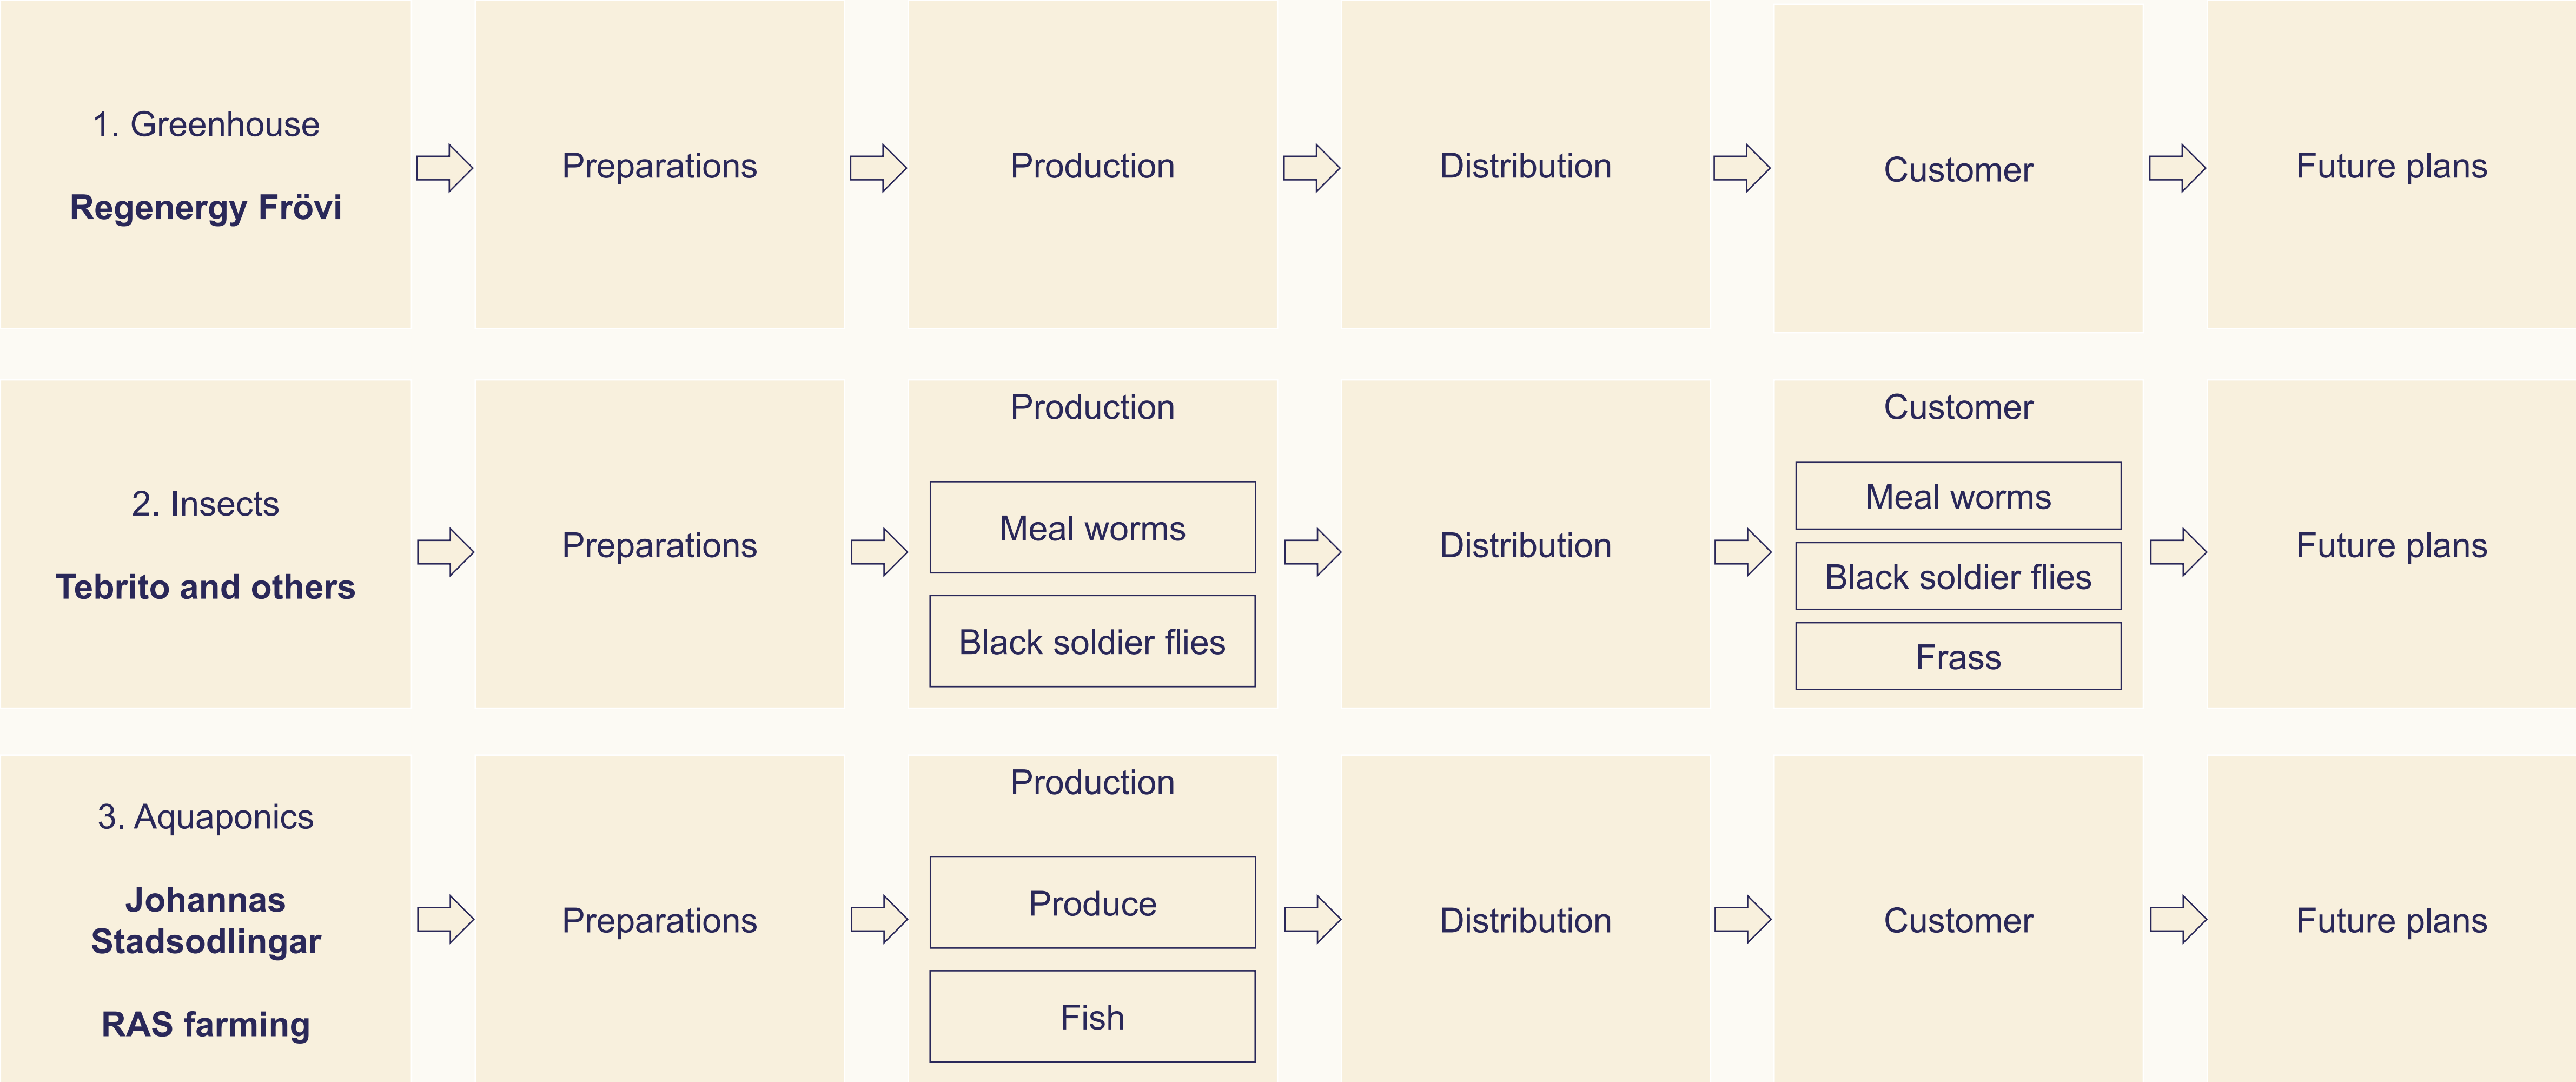 1. Greenhouse
Regenergy Frövi
Preparations
Production
Distribution
Customer
Future plans
2. Insects
Tebrito and others
Preparations
Production
Meal worms
Black soldier flies
Distribution
Customer
Meal worms
Black soldier flies
Frass
Future plans
3. Aquaponics
Johannas
Stadsodlingar
RAS farming
Preparations
Production
Produce
Fish
Distribution
Customer
Future plans